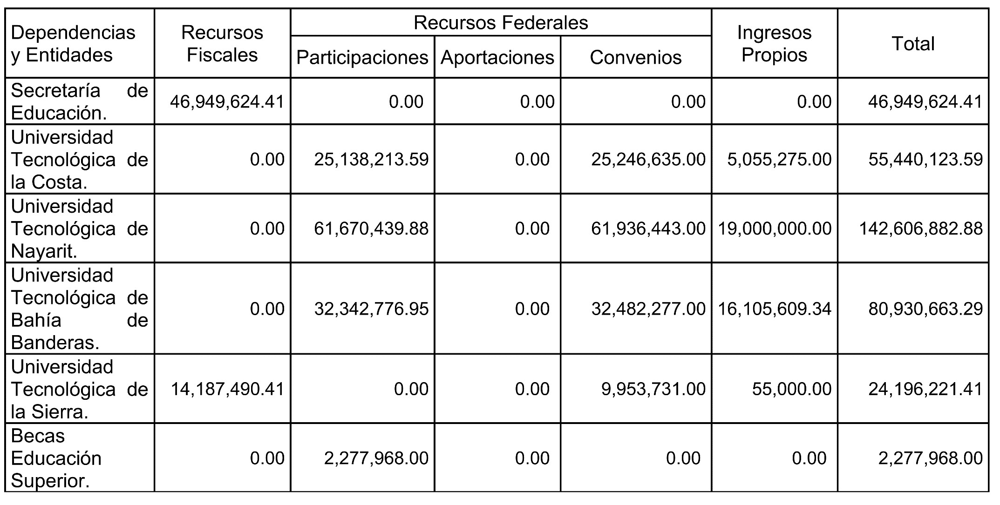 Dependencias y Entidades Recursos Fiscales Recursos Federales Ingresos Propios Total
Participaciones Aportaciones Convenios
Secretaría de Educación. 46,949,624.41 0.00 0.00 0.00 0.00 46,949,624.41
Universidad Tecnológica de la Costa. 0.00 25,138,213.59 0.00 25,246,635.00 5,055,275.00 55,440,123.59
Universidad Tecnológica de Nayarit. 0.00 61,670,439.88 0.00 61,936,443.00 19,000,000.00 142,606,882.88
Universidad Tecnológica de Bahía de Banderas. 0.00 32,342,776.95 0.00 32,482,277.00 16,105,609.34 80,930,663.29
Universidad Tecnológica de la Sierra. 14,187,490.41 0.00 0.00 9,953,731.00 55,000.00 24,196,221.41
Becas Educación Superior. 0.00 2,277,968.00 0.00 0.00 0.00 2,277,968.00